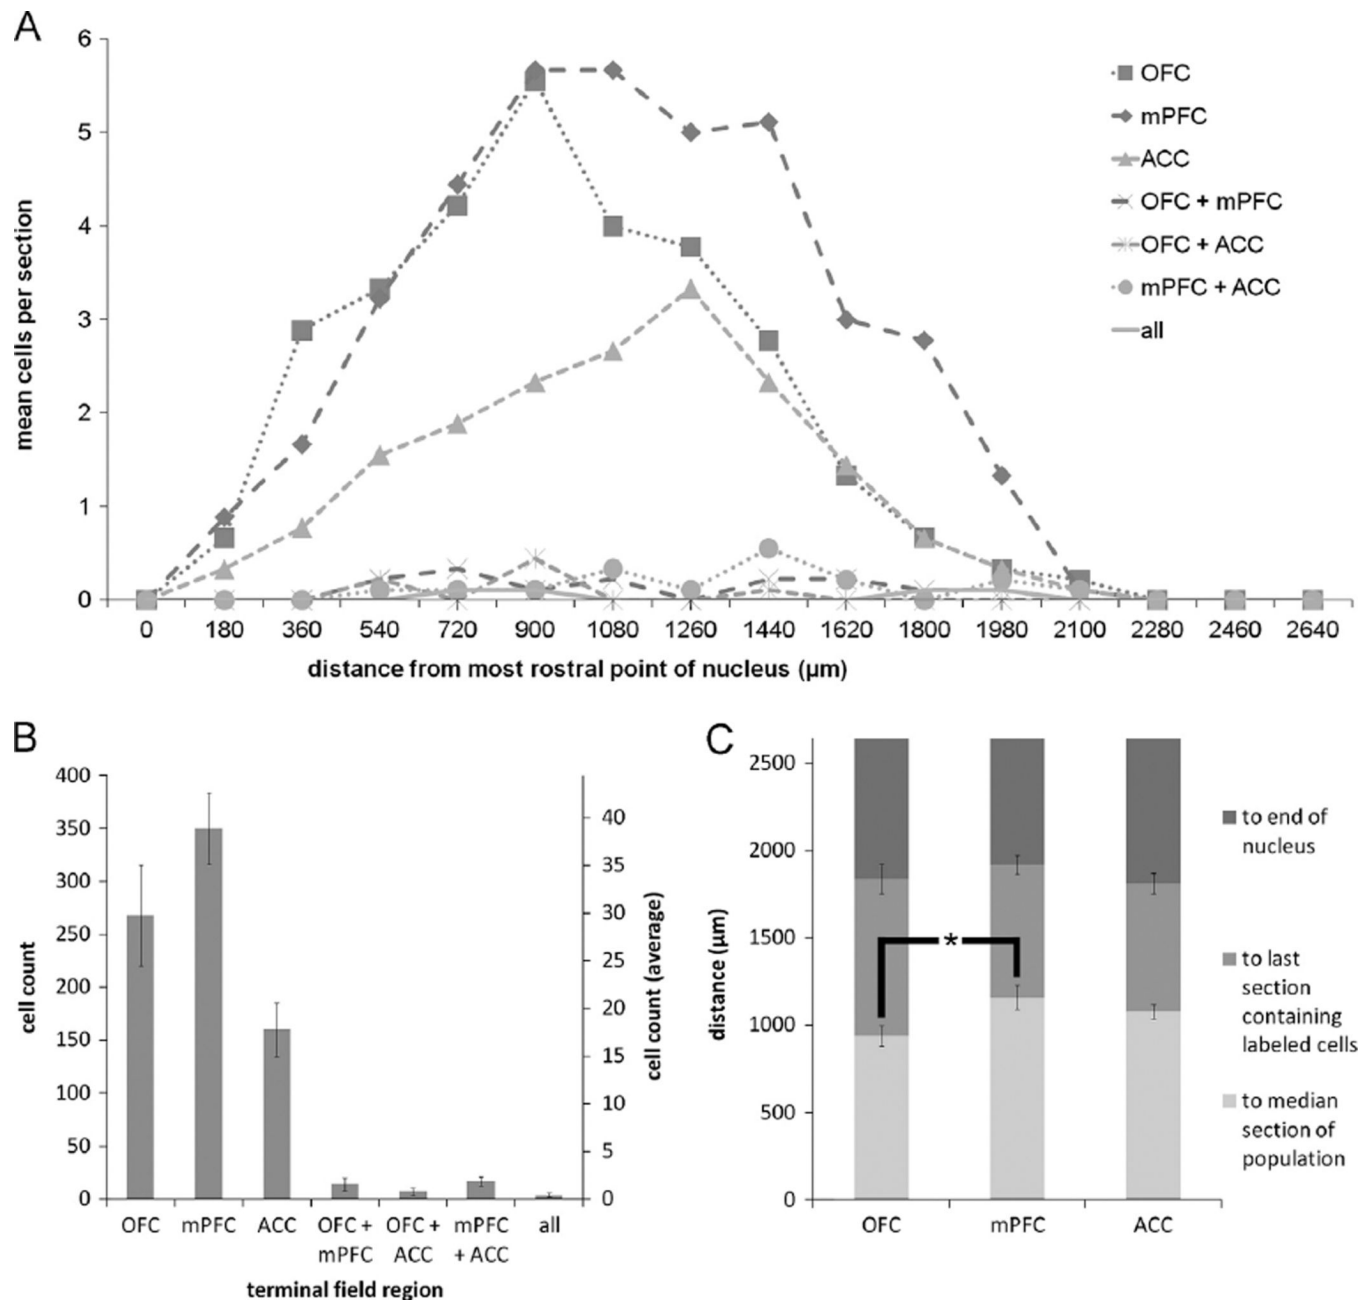 A
6
5
4
3
2
1
0
mean cells per section
OFC
mPFC
ACC
OFC + mPFC
OFC + ACC
mPFC + ACC
all
0 180 360 540 720 900 1080 1260 1440 1620 1800 1980 2100 2280 2460 2640
distance from most rostral point of nucleus (µm)
B
400
350
300
250
200
150
100
50
0
cell count
40
35
30
25
20
15
10
5
0
cell count (average)
OFC mPFC ACC OFC + OFC + mPFC all
mPFC ACC + ACC
terminal field region
C
2500
2000
1500
1000
500
0
distance (µm)
*
OFC mPFC ACC
to end of
nucleus
to last
section
containing
labeled cells
to median
section of
population